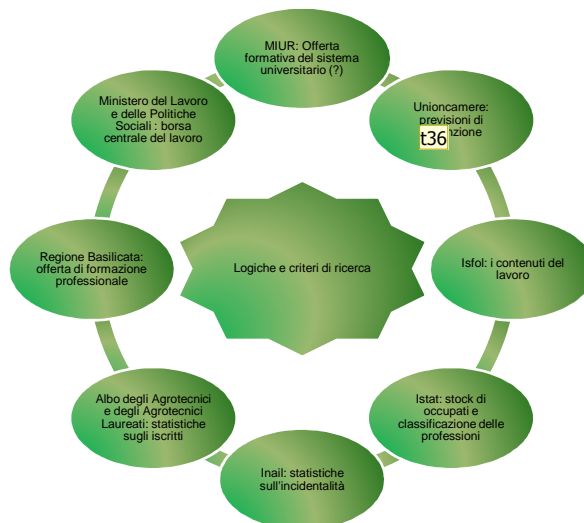 MIUR: Offerta
formativa del sistema
universitario (?)
Unioncamere:
previsioni di
t36
Isfol: i contenuti del
lavoro
Istat: stock di
occupati e
classificazione delle
professioni
Inail: statistiche
sull'incidentalità
Albo degli Agrotecnici
e degli Agrotecnici
Laureati: statistiche
sugli iscritti
Regione Basilicata:
offerta di formazione
professionale
Ministero del Lavoro
e delle Politiche
Sociali : borsa
centrale del lavoro
Logiche e criteri di ricerca